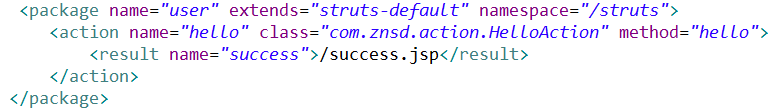 <package name="user" extends="struts-default" namespace="/struts">
<action name="hello" class="com.znsd.action.HelloAction" method="hello">
<result name="success">/success.jsp</result>
</action>
</package>